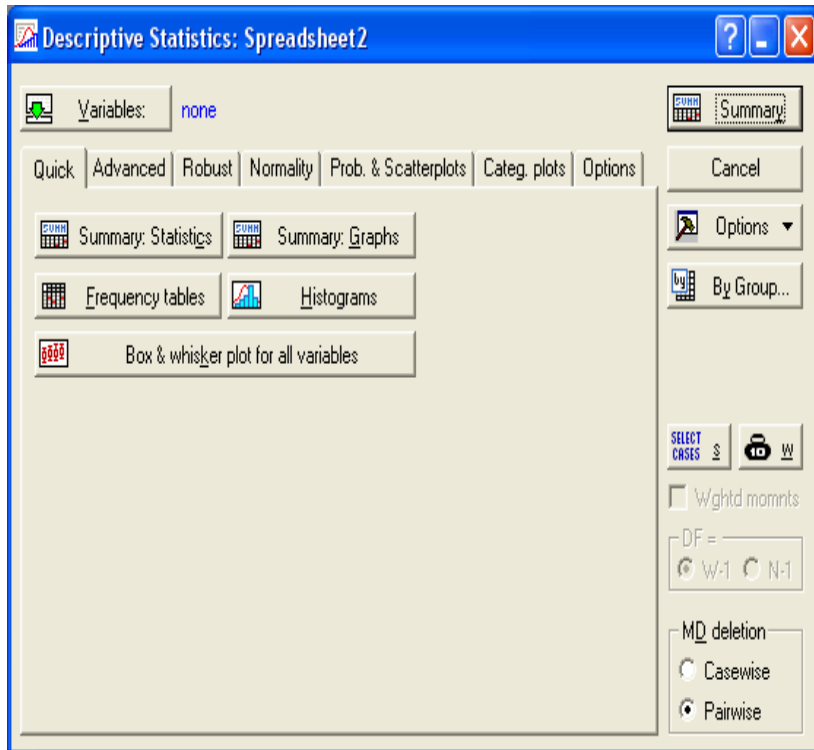 Descriptive Statistics: Spreadsheet2
Variables: none
Summary
Quick Advanced Robust Normality Prob. & Scatterplots Categ. plots Options
Cancel
Summary: Statistics Summary: Graphs
Options
Frequency tables Histograms
By Group...
Box & whisker plot for all variables
SELECT CASES S W
Wghtd momnts
DF =
W-1 N-1
MD deletion
Casewise
Pairwise